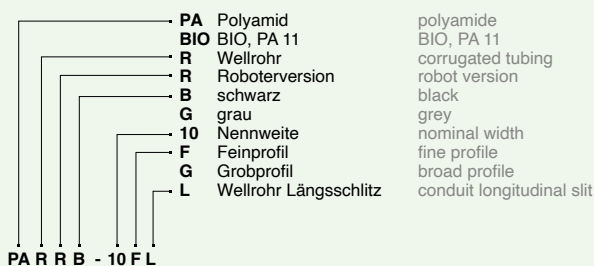 PA Polyamid polyamide
BIO BIO, PA 11 BIO, PA 11
R Wellrohr corrugated tubing
R Roboterversion robot version
B schwarz black
G grau grey
10 Nennweite nominal width
F Feinprofil fine profile
G Grobprofil broad profile
L Wellrohr Längsschlitz conduit longitudinal slit
PA R R B - 10 F L